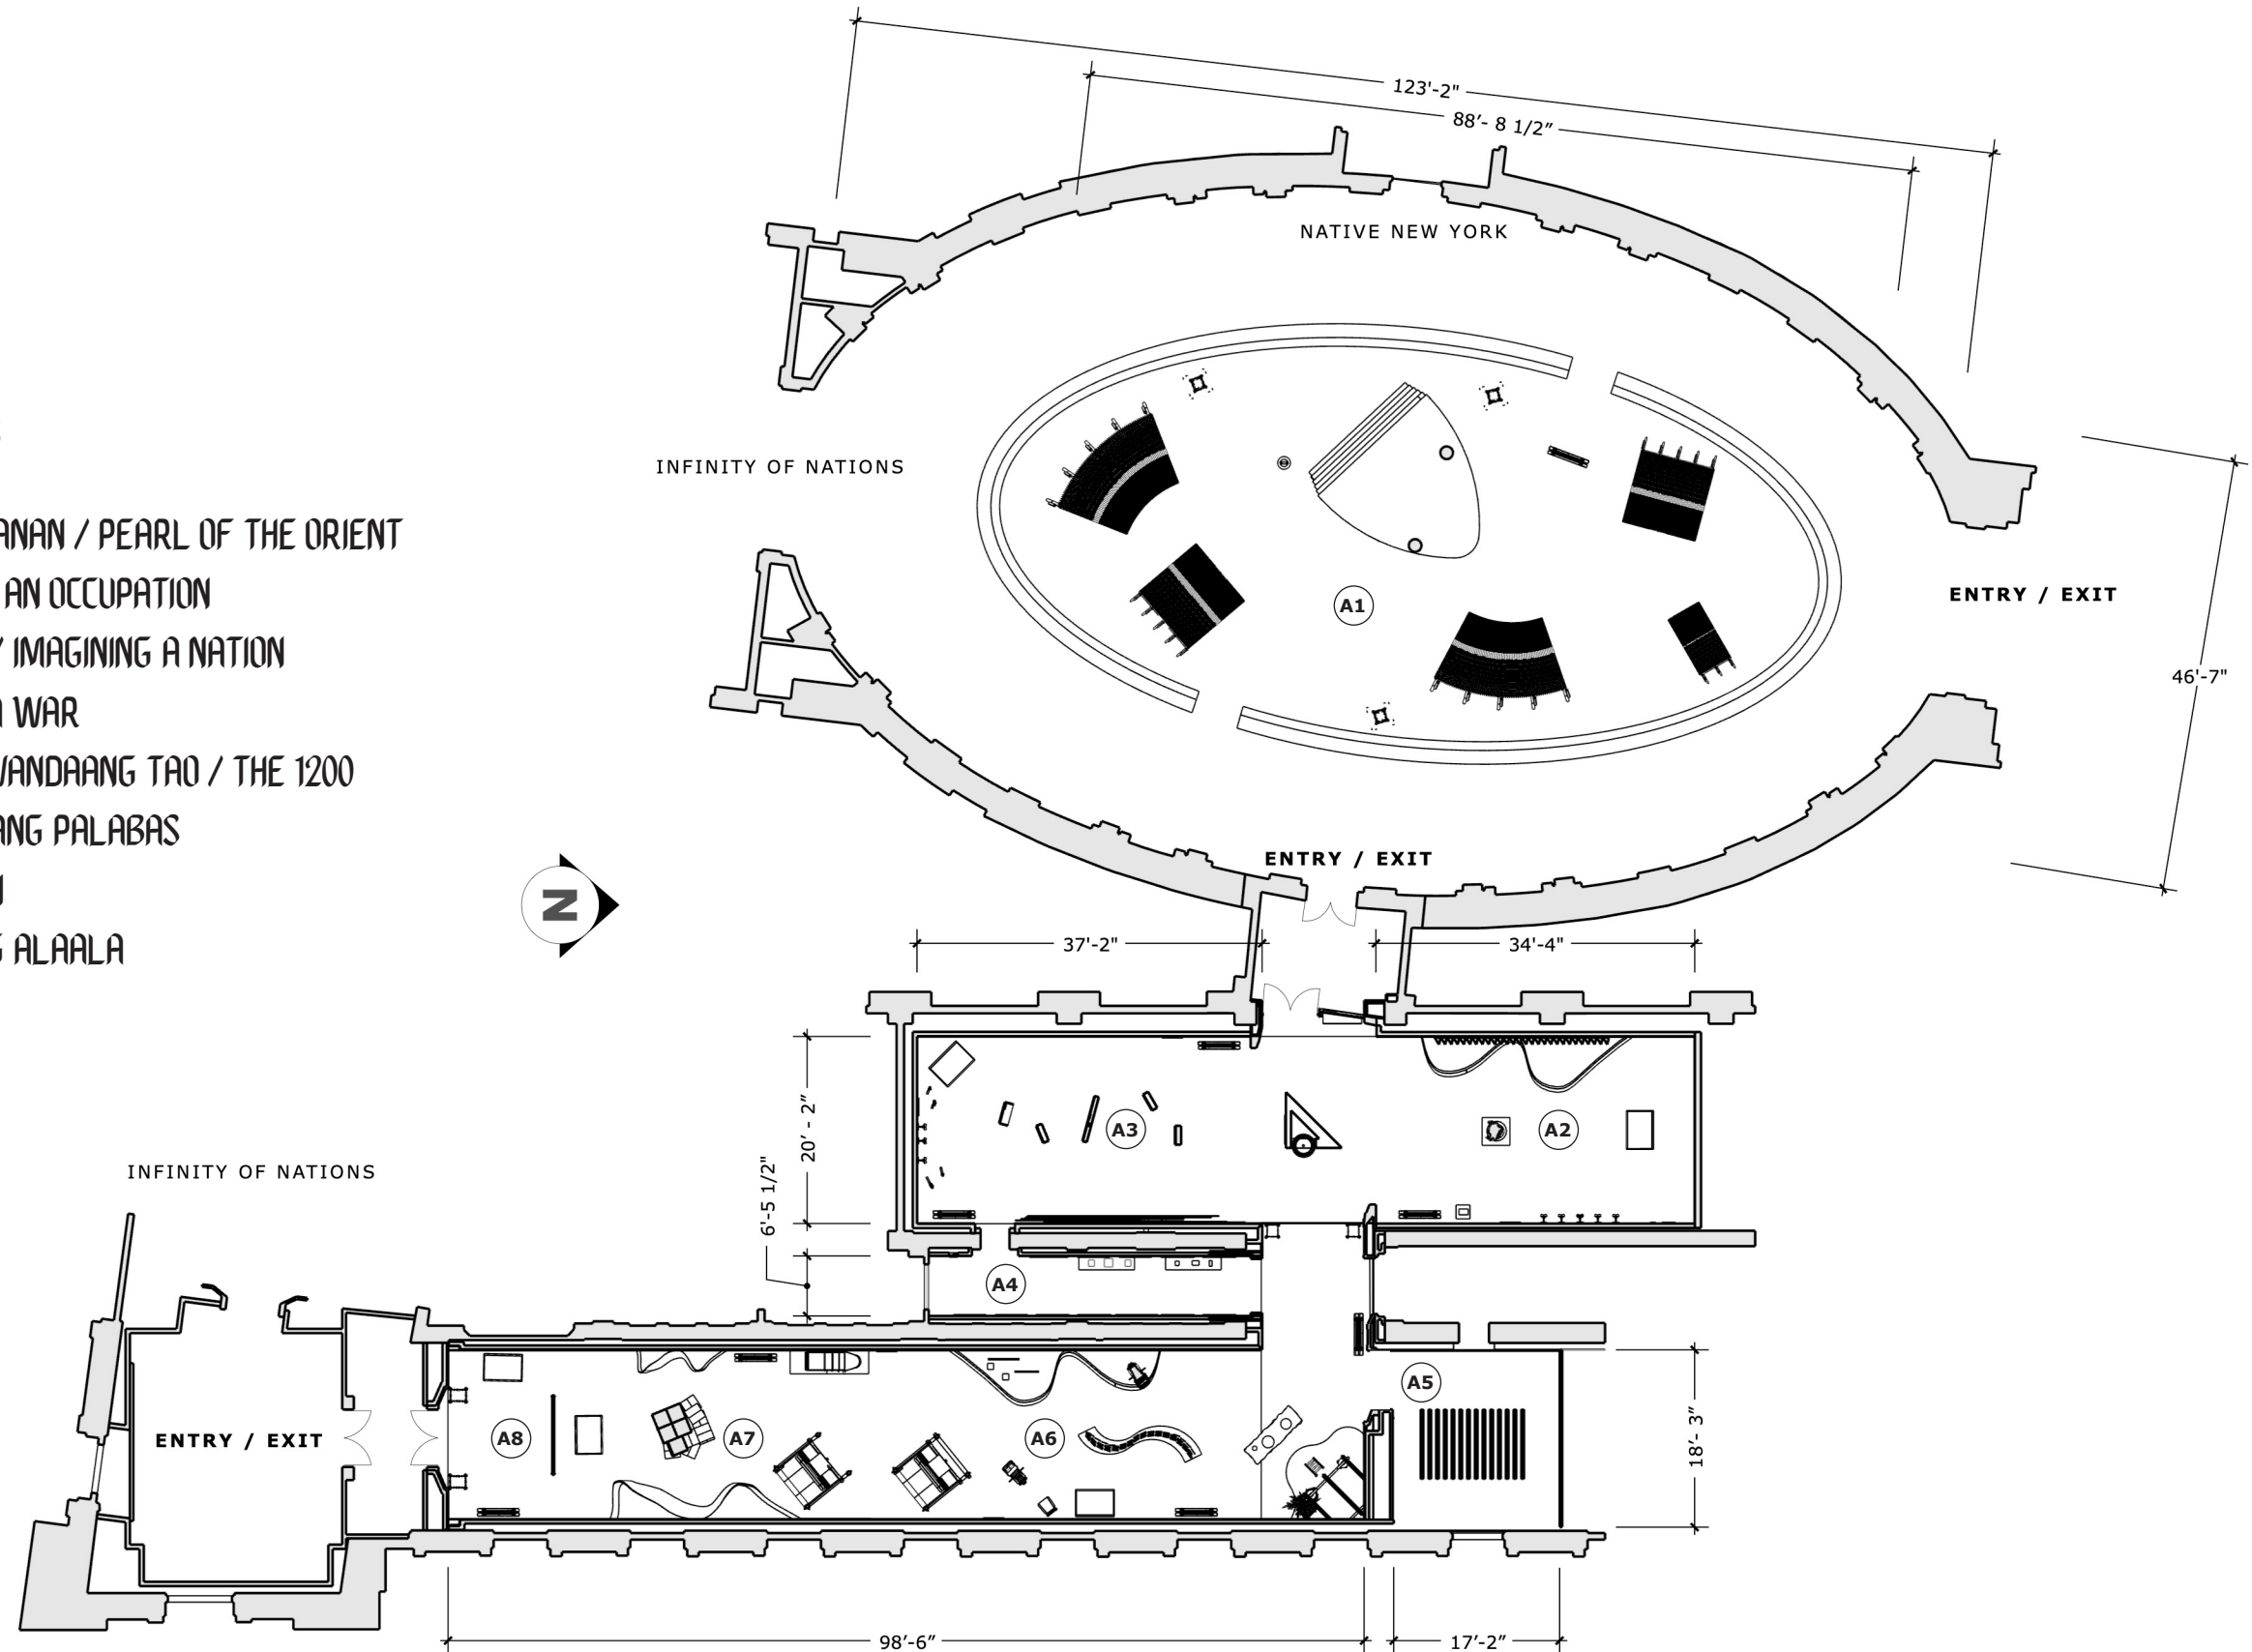 ANAN / PEARL OF THE ORIENT
AN OCCUPATION
/ IMAGINING A NATION
WAR
ANDAANG TAO / THE 1200
ANG PALABAS
ALAALA
123'-2"
88'- 8 1/2"
NATIVE NEW YORK
INFINITY OF NATIONS
A1
ENTRY / EXIT
46'-7"
ENTRY / EXIT
N
37'-2"
34'-4"
20' - 2"
A3
A2
6'-5 1/2"
INFINITY OF NATIONS
A4
A5
18'- 3"
ENTRY / EXIT
A8
A7
A6
98'-6"
17'-2"